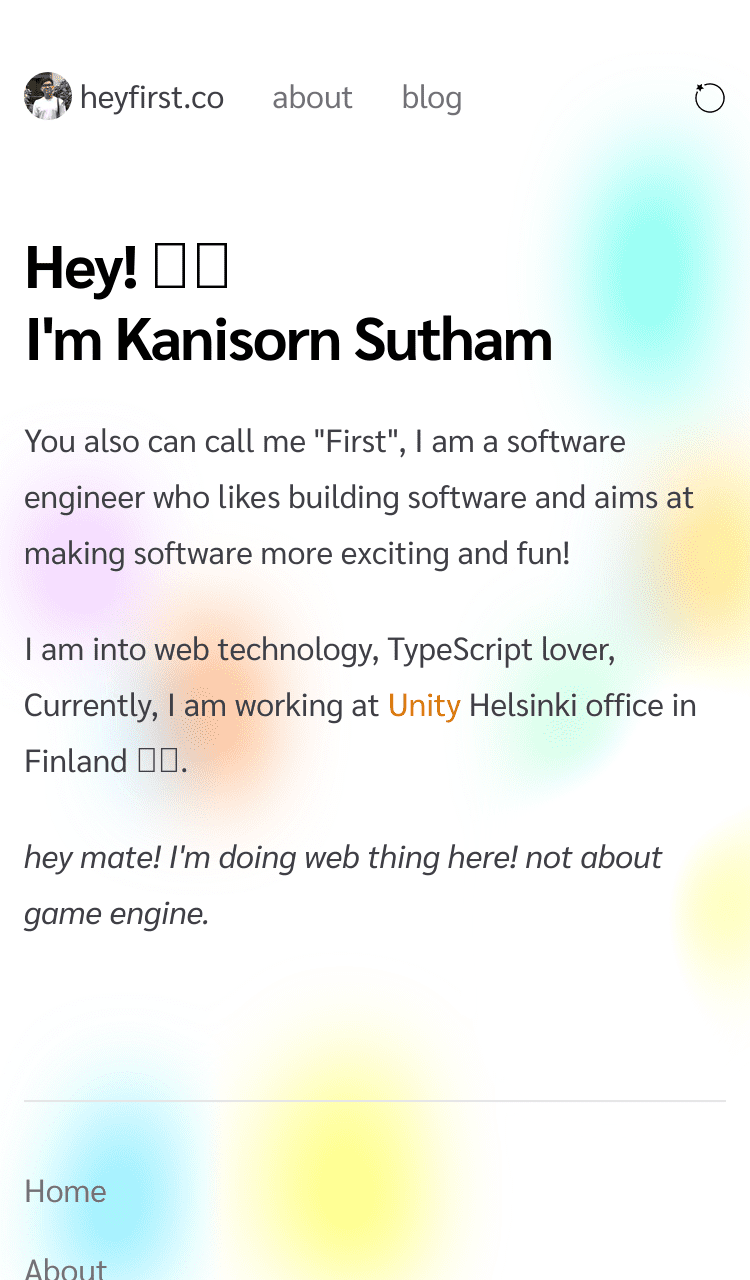 heyfirst.co about blog
Hey! 
I'm Kanisorn Sutham
You also can call me "First", I am a software
engineer who likes building software and aims at
making software more exciting and fun!
I am into web technology, TypeScript lover,
Currently, I am working at Unity Helsinki office in
Finland .
hey mate! I'm doing web thing here! not about
game engine.
Home
About